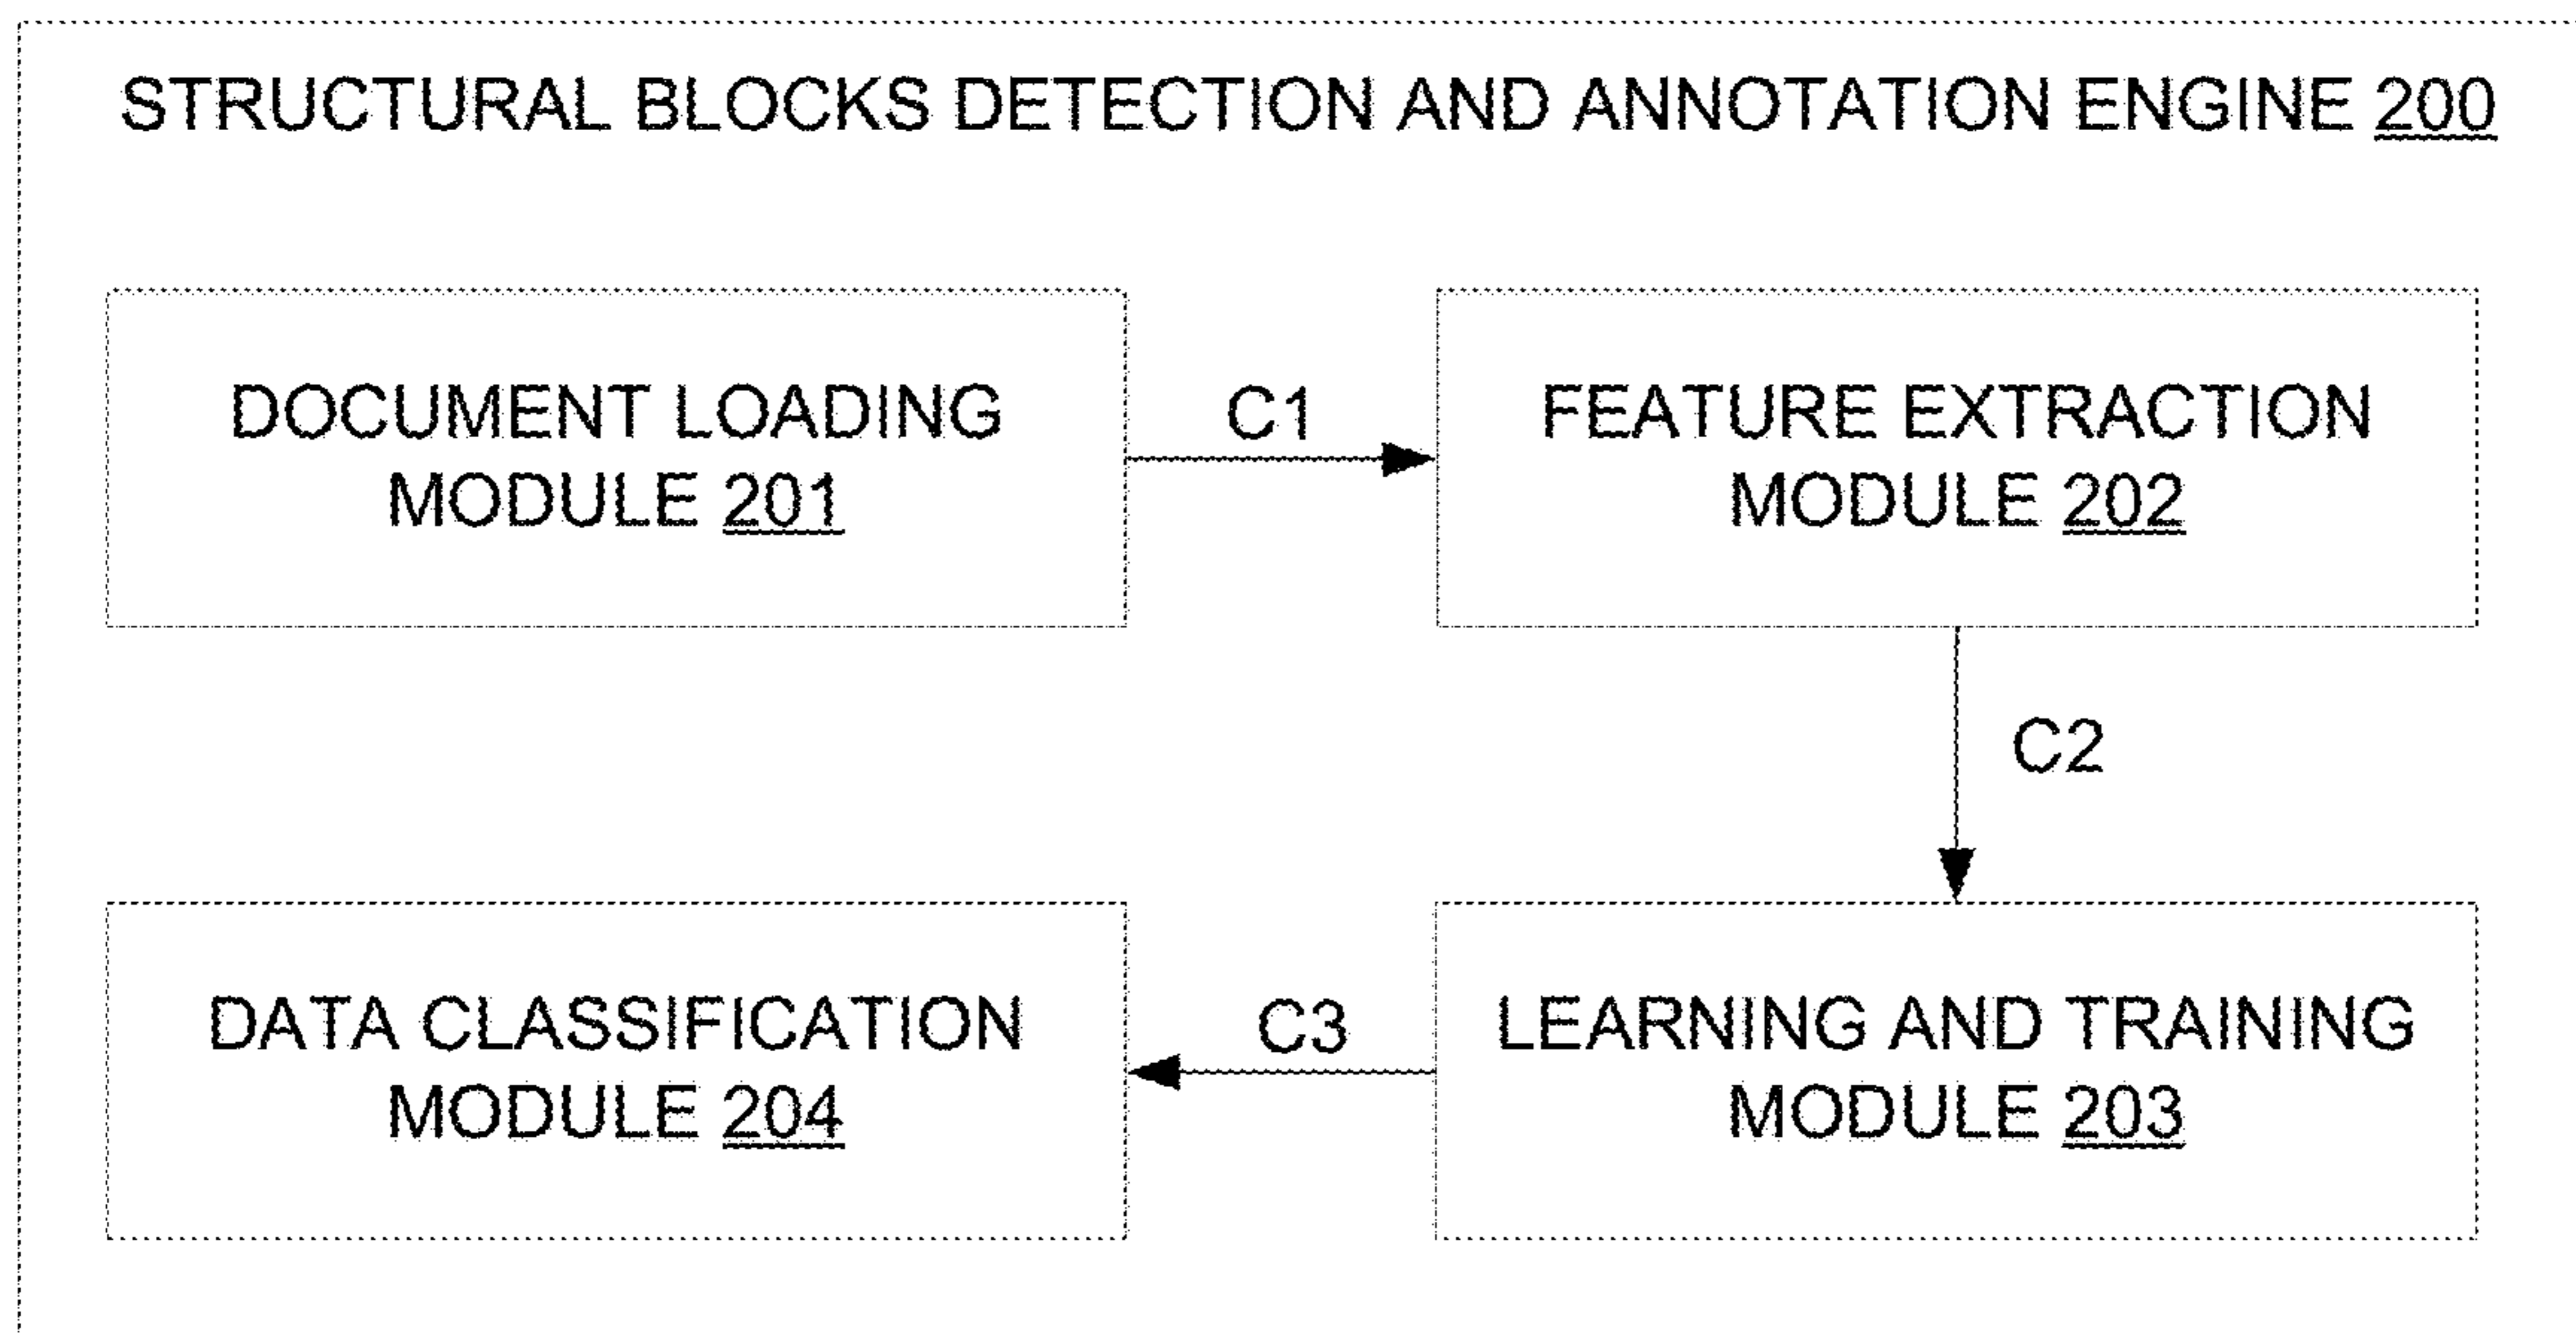 STRUCTURAL BLOCKS DETECTION AND ANNOTATION ENGINE 200
DOCUMENT LOADING
MODULE 201
C1
FEATURE EXTRACTION
MODULE 202
C2
DATA CLASSIFICATION
MODULE 204
C3
LEARNING AND TRAINING
MODULE 203